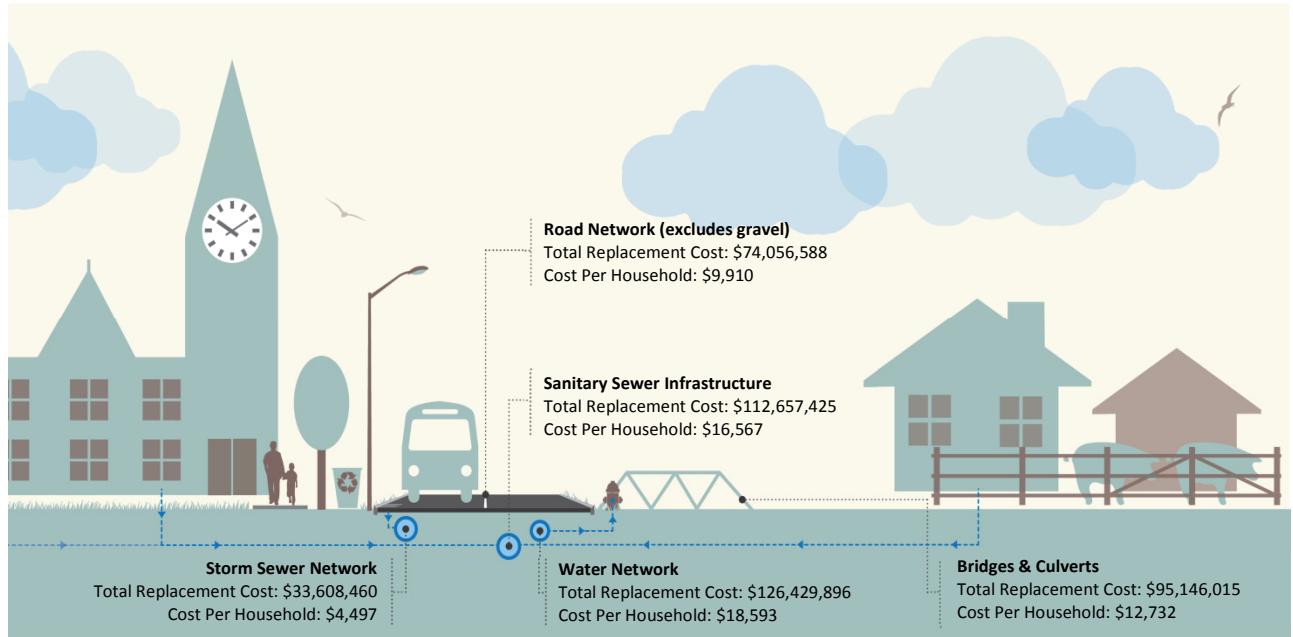 Road Network (excludes gravel)
Total Replacement Cost: $74,056,588
Cost Per Household: $9,910
Sanitary Sewer Infrastructure
Total Replacement Cost: $112,657,425
Cost Per Household: $16,567
Storm Sewer Network
Total Replacement Cost: $33,608,460
Cost Per Household: $4,497
Water Network
Total Replacement Cost: $126,429,896
Cost Per Household: $18,593
Bridges & Culverts
Total Replacement Cost: $95,146,015
Cost Per Household: $12,732